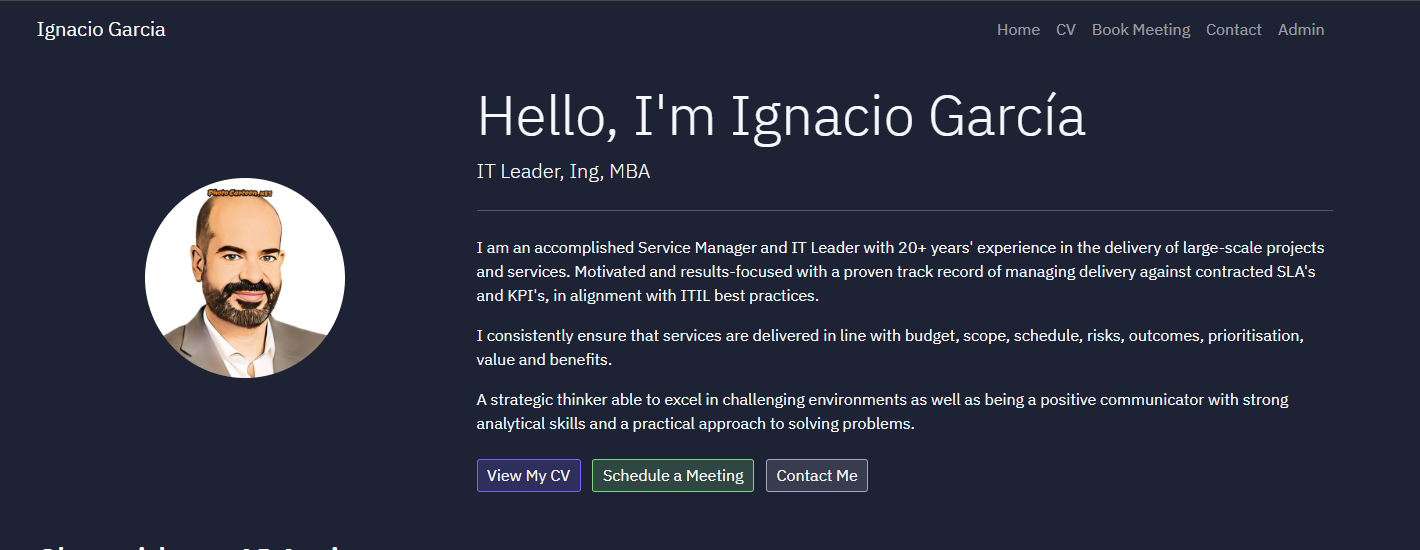 Ignacio Garcia
Home CV Book Meeting Contact Admin
Hello, I'm Ignacio García
IT Leader, Ing, MBA
PhotoCartoon.NET
I am an accomplished Service Manager and IT Leader with 20+ years' experience in the delivery of large-scale projects
and services. Motivated and results-focused with a proven track record of managing delivery against contracted SLA's
and KPI's, in alignment with ITIL best practices.
I consistently ensure that services are delivered in line with budget, scope, schedule, risks, outcomes, prioritisation,
value and benefits.
A strategic thinker able to excel in challenging environments as well as being a positive communicator with strong
analytical skills and a practical approach to solving problems.
View My CV Schedule a Meeting Contact Me